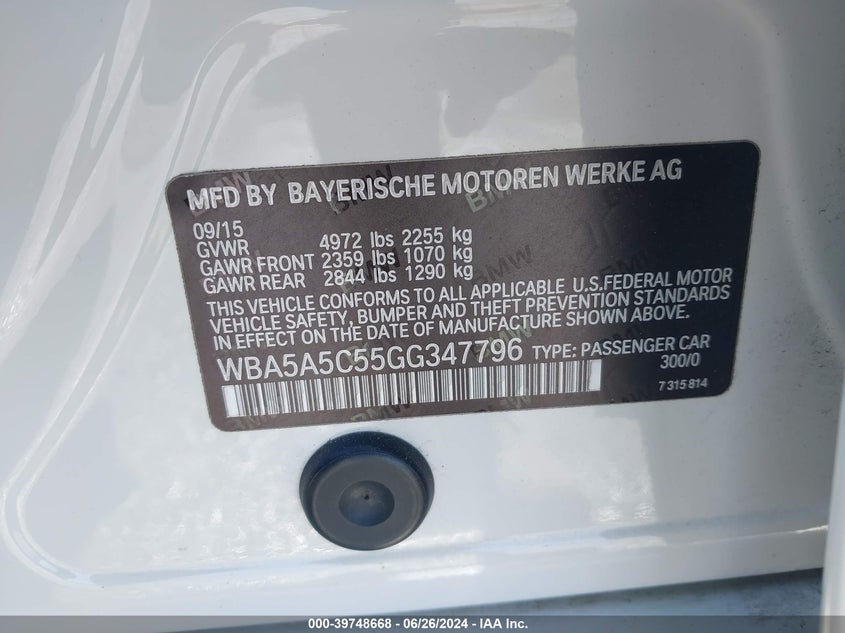 MFD BY BAYERISCHE MOTOREN WERKE AG
09/15
GVWR 4972 lbs 2255 kg
GAWR FRONT 2359 lbs 1070 kg
GAWR REAR 2844 lbs 1290 kg
THIS VEHICLE CONFORMS TO ALL APPLICABLE U.S.FEDERAL MOTOR
VEHICLE SAFETY, BUMPER AND THEFT PREVENTION STANDARDS
IN EFFECT ON THE DATE OF MANUFACTURE SHOWN ABOVE.
WBA5A5C55GG347796 TYPE: PASSENGER CAR
300/0
7 315 814
000-39748668 - 06/26/2024 - WWW.IAAI.COM